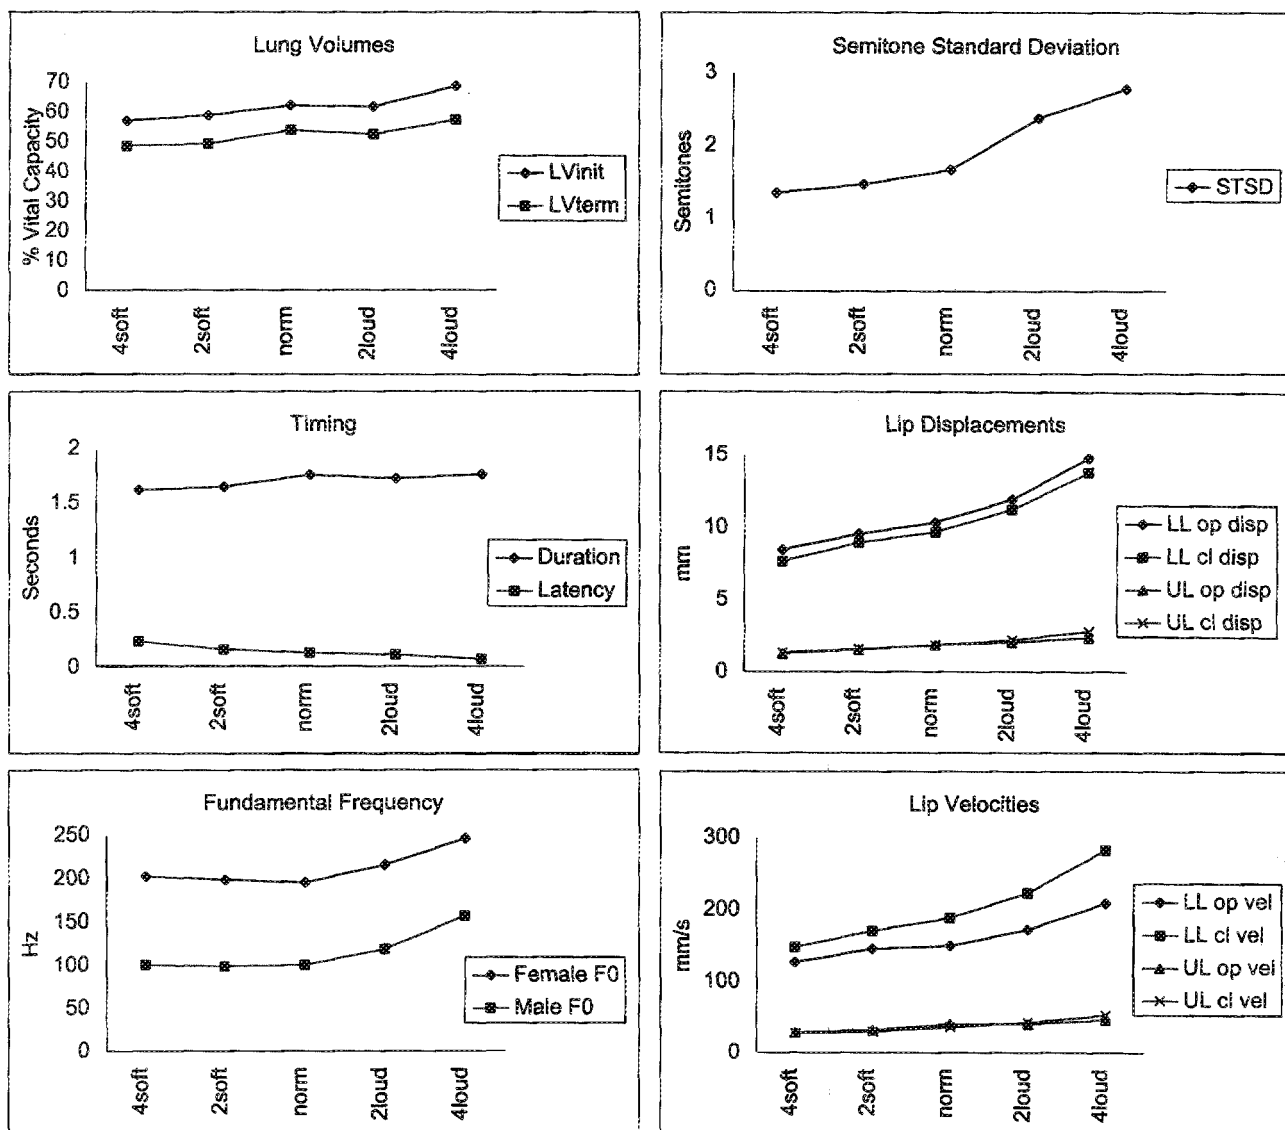 Lung Volumes
% Vital Capacity
70
60
50
40
30
20
10
0
4soft
2soft
norm
2loud
4loud
LVinit
LVterm
Semitone Standard Deviation
Semitones
3
2
1
0
4soft
2soft
norm
2loud
4loud
STSD
Timing
Seconds
2
1.5
1
0.5
0
4soft
2soft
norm
2loud
4loud
Duration
Latency
Lip Displacements
mm
15
10
5
0
4soft
2soft
norm
2loud
4loud
LL op disp
LL cl disp
UL op disp
UL cl disp
Fundamental Frequency
Hz
250
200
150
100
50
0
4soft
2soft
norm
2loud
4loud
Female F0
Male F0
Lip Velocities
mm/s
300
200
100
0
4soft
2soft
norm
2loud
4loud
LL op vel
LL cl vel
UL op vel
UL cl vel